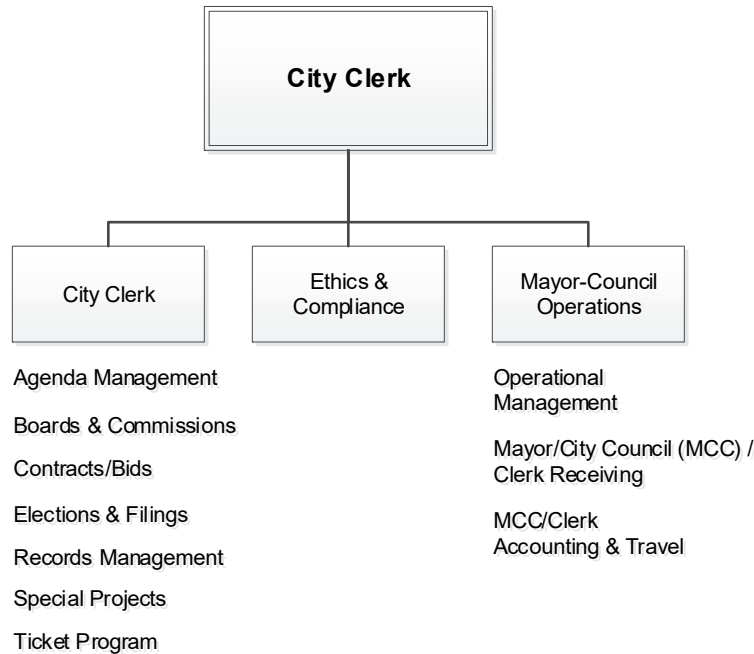 City Clerk
City Clerk
Ethics &
Compliance
Mayor-Council
Operations
Agenda Management
Boards & Commissions
Contracts/Bids
Elections & Filings
Records Management
Special Projects
Ticket Program
Operational
Management
Mayor/City Council (MCC) /
Clerk Receiving
MCC/Clerk
Accounting & Travel